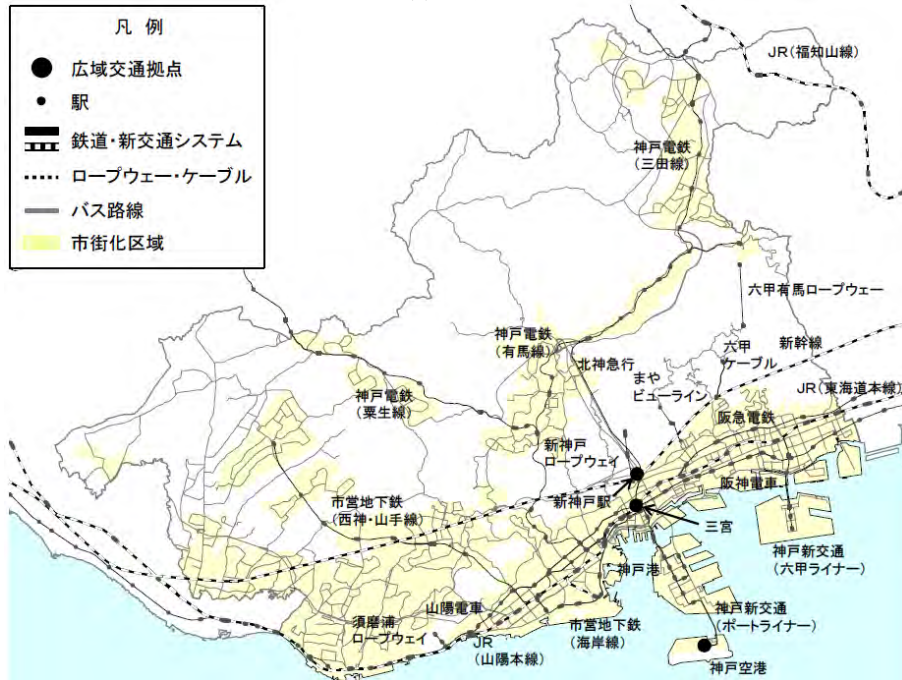 凡 例
広域交通拠点
駅
鉄道・新交通システム
ロープウェー・ケーブル
バス路線
市街化区域
JR(福知山線)
神戸電鉄
(三田線)
六甲有馬ロープウェー
神戸電鉄
(有馬線)
北神急行
六甲
ケーブル
新幹線
まや
ビューライン
JR(東海道本線)
神戸電鉄
(粟生線)
阪急電鉄
新神戸
ロープウェイ
阪神電車
市営地下鉄
(西神・山手線)
新神戸駅
三宮
神戸新交通
(六甲ライナー)
神戸港
山陽電車
須磨浦
ロープウェイ
市営地下鉄
(海岸線)
神戸新交通
(ポートライナー)
JR
(山陽本線)
神戸空港